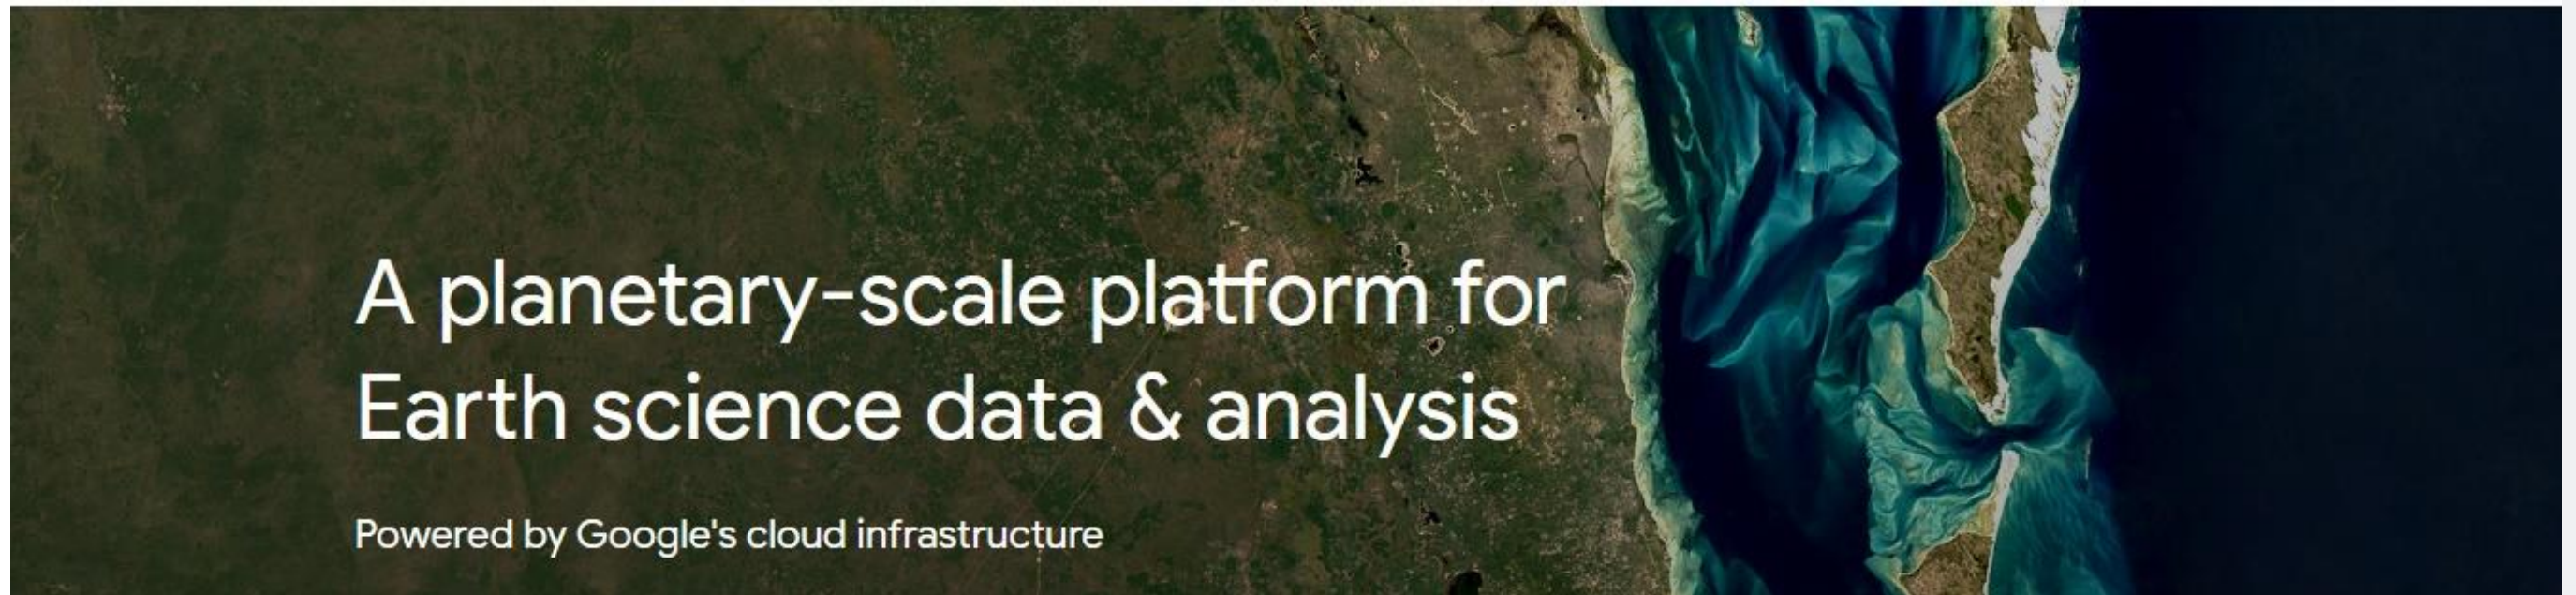 A planetary-scale platform for
Earth science data & analysis
Powered by Google's cloud infrastructure